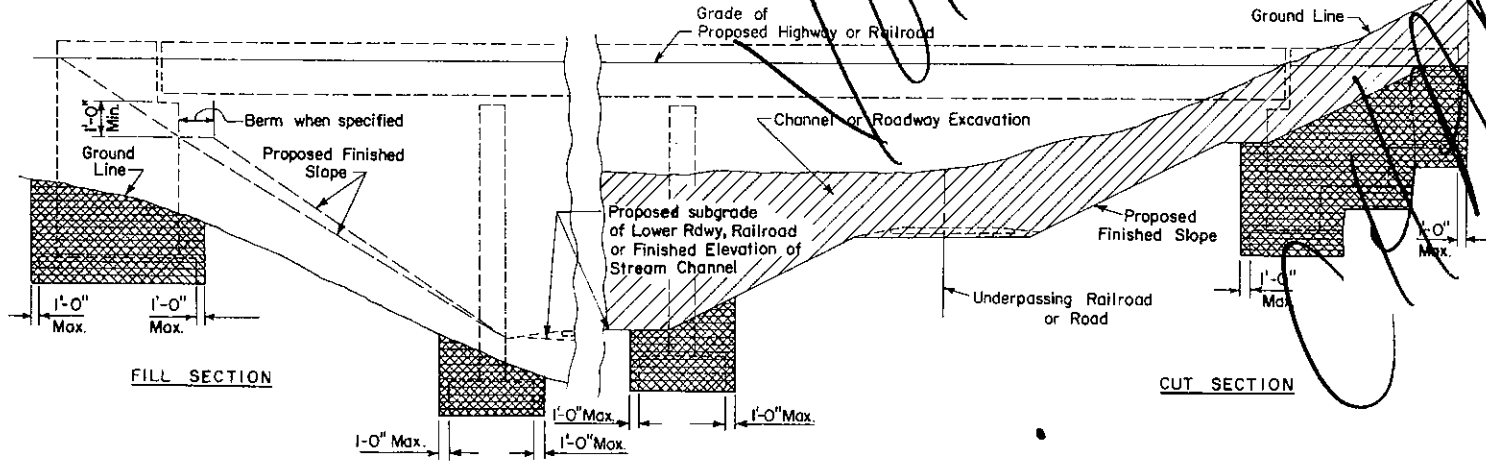 Grade of
Proposed Highway or Railroad
Ground Line
1'-0"
Min.
Berm when specified
Channel or Roadway Excavation
Ground
Line
Proposed Finished
Slope
Proposed subgrade
of Lower Rdwy, Railroad
or Finished Elevation of
Stream Channel
Proposed
Finished Slope
1'-0"
Max.
1'-0"
Max.
1'-0"
Max.
1'-0"
Max.
Underpassing Railroad
or Road
FILL SECTION
CUT SECTION
1'-0" Max.
1'-0" Max.
1-0" Max.
1'-0" Max.